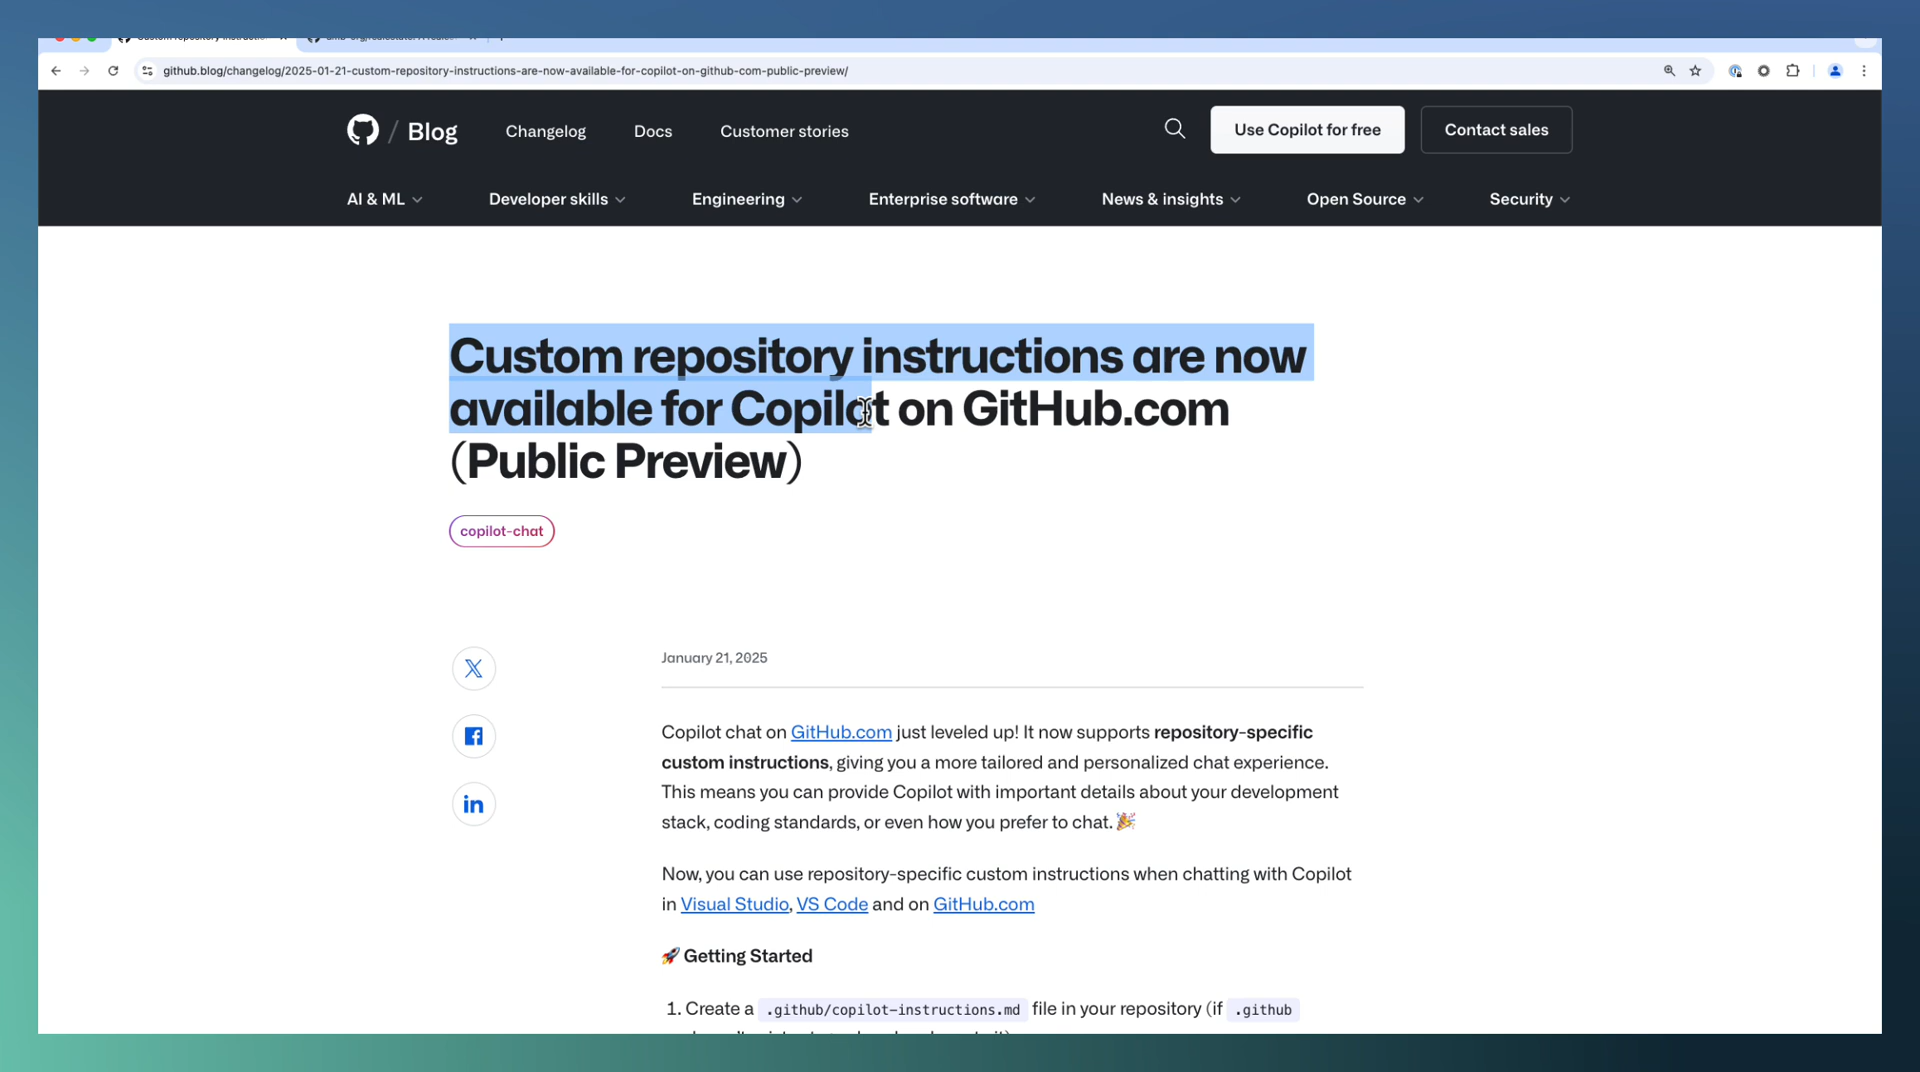 github.blog/changelog/2025-01-21-custom-repository-instructions-are-now-available-for-copilot-on-github-com-public-preview/
/ Blog Changelog Docs Customer stories Use Copilot for free Contact sales
AI & ML Developer skills Engineering Enterprise software News & insights Open Source Security
Custom repository instructions are now
available for Copilot on GitHub.com
(Public Preview)
copilot-chat
January 21, 2025
Copilot chat on GitHub.com just leveled up! It now supports repository-specific
custom instructions, giving you a more tailored and personalized chat experience.
This means you can provide Copilot with important details about your development
stack, coding standards, or even how you prefer to chat. 🎉
Now, you can use repository-specific custom instructions when chatting with Copilot
in Visual Studio, VS Code and on GitHub.com
🚀 Getting Started
1. Create a .github/copilot-instructions.md file in your repository (if .github